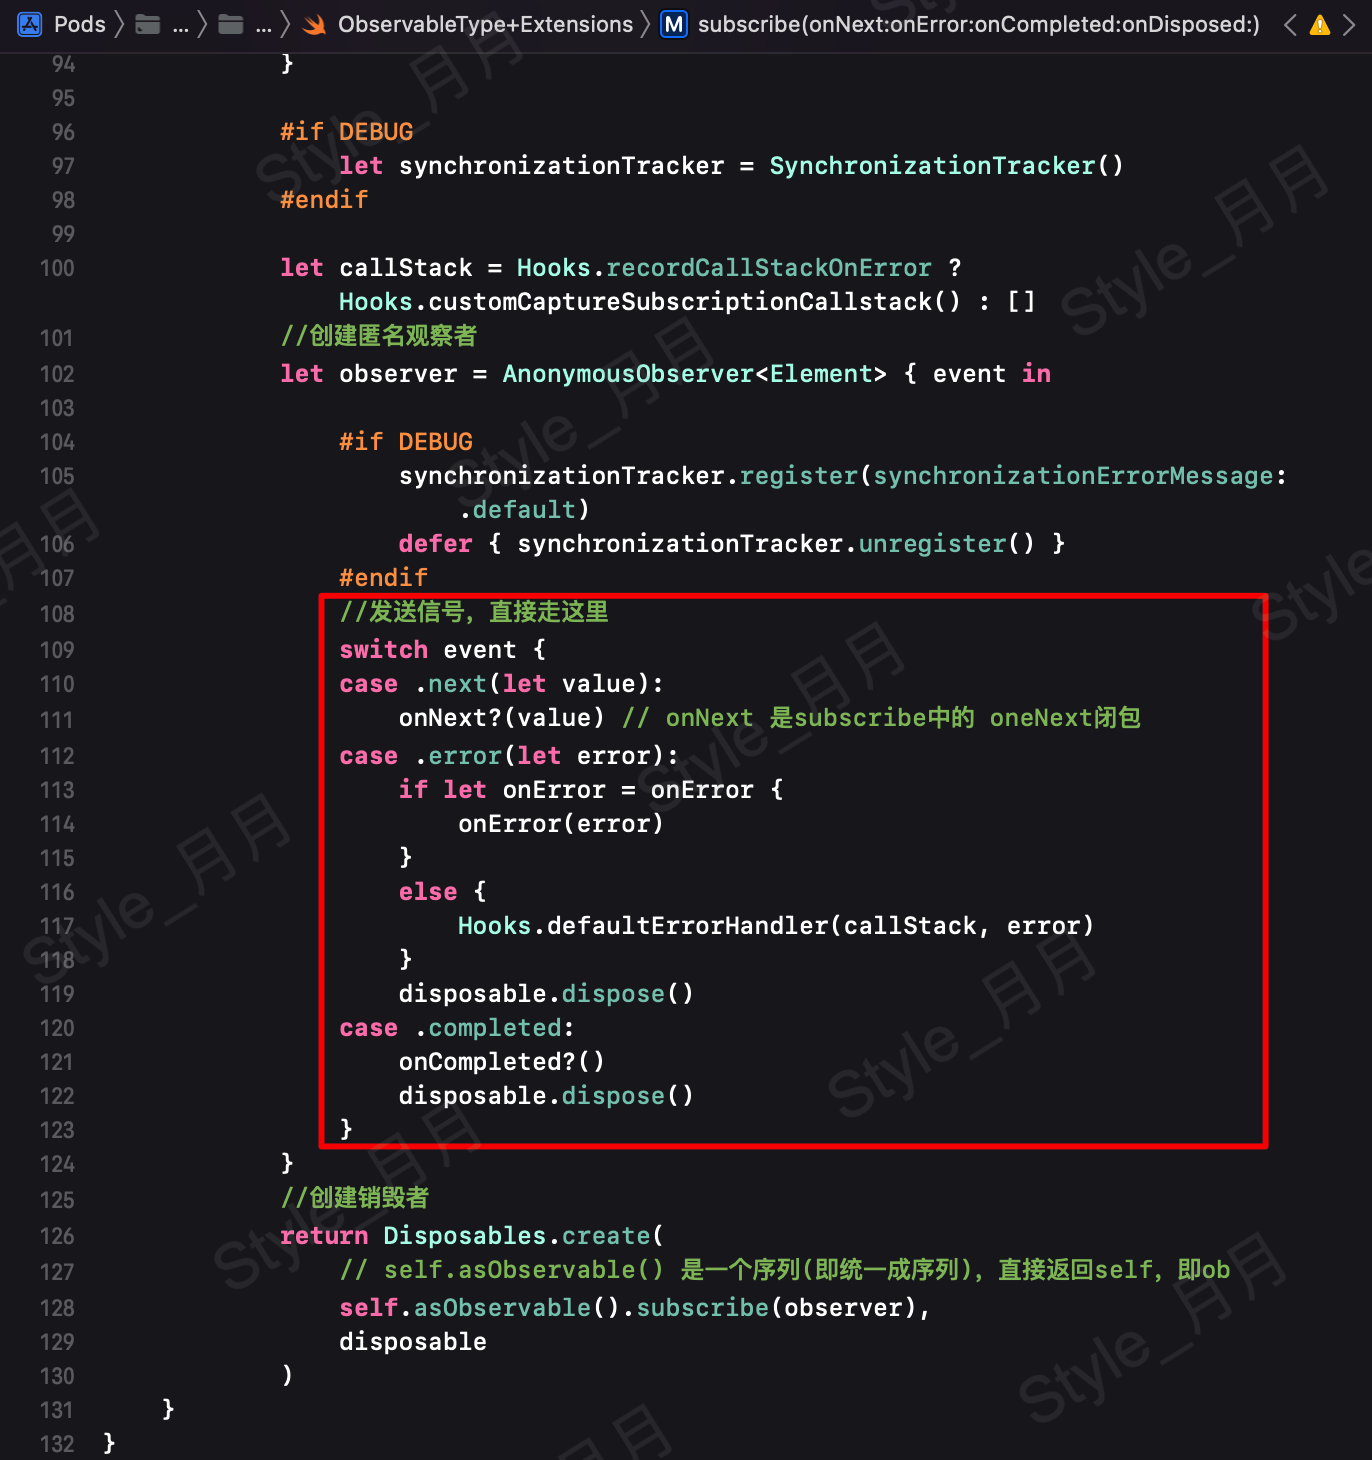 Pods 〉 ... 〉 ... 〉 ObservableType+Extensions 〉 M subscribe(onNext:onError:onCompleted:onDisposed:)
94 }
95
96 #if DEBUG
97 let synchronizationTracker = SynchronizationTracker()
98 #endif
99
100 let callStack = Hooks.recordCallStackOnError ?
Hooks.customCaptureSubscriptionCallstack() : []
101 //创建匿名观察者
102 let observer = AnonymousObserver<Element> { event in
103
104 #if DEBUG
105 synchronizationTracker.register(synchronizationErrorMessage:
.default)
106 defer { synchronizationTracker.unregister() }
107 #endif
108 //发送信号，直接走这里
109 switch event {
110 case .next(let value):
111 onNext?(value) // onNext 是subscribe中的 oneNext闭包
112 case .error(let error):
113 if let onError = onError {
114 onError(error)
115 }
116 else {
117 Hooks.defaultErrorHandler(callStack, error)
118 }
119 disposable.dispose()
120 case .completed:
121 onCompleted?()
122 disposable.dispose()
123 }
124 }
125 //创建销毁者
126 return Disposables.create(
127 // self.asObservable() 是一个序列(即统一成序列)，直接返回self，即ob
128 self.asObservable().subscribe(observer),
129 disposable
130 )
131 }
132 }
Style_月月